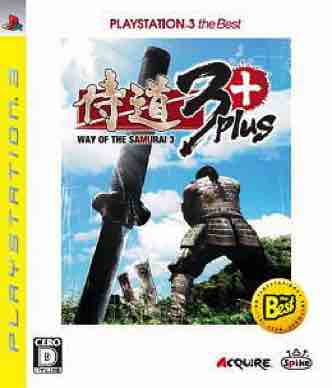 PLAYSTATION 3 the Best
PLAYSTATION 3
侍道3+
plus
WAY OF THE SAMURAI 3
the
Best
CERO
D
ACQUIRE
Spike